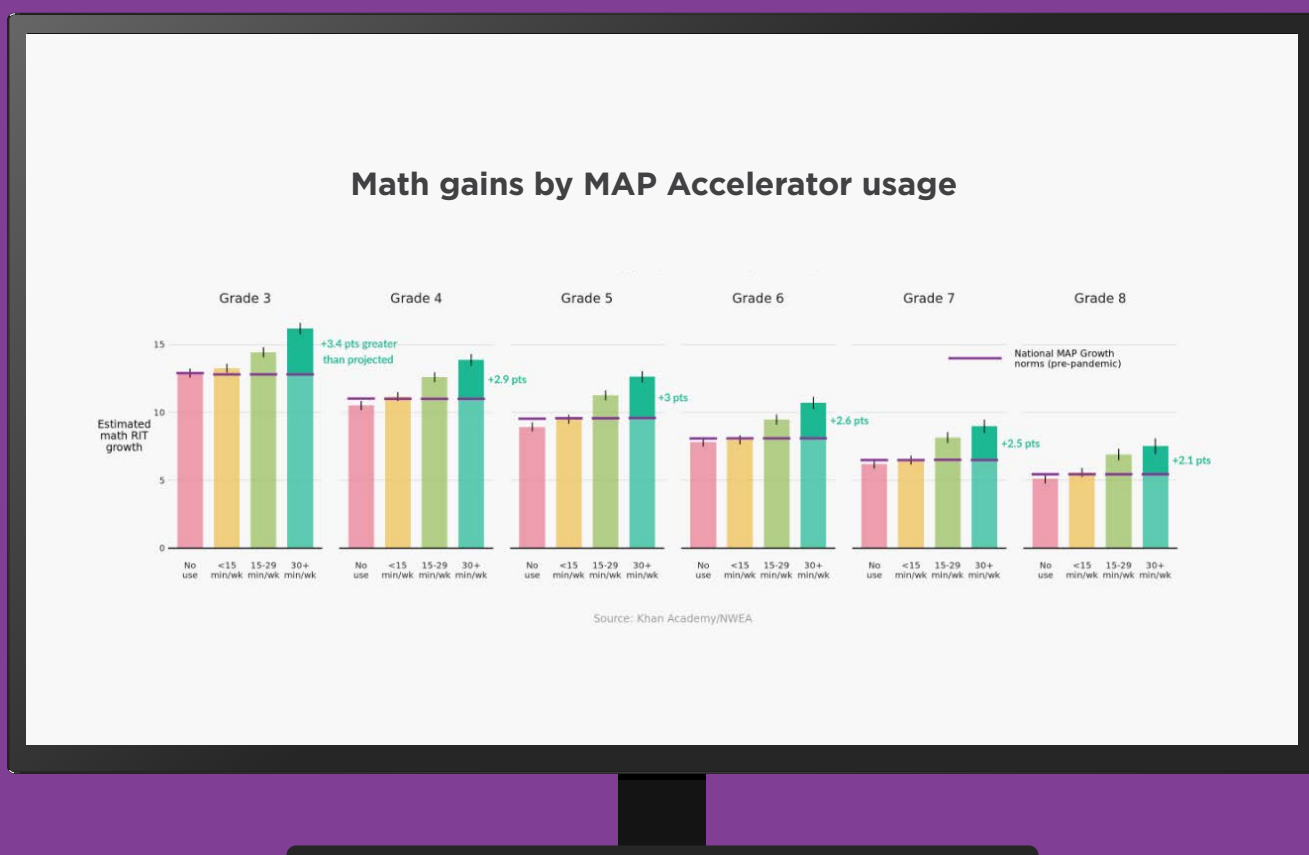 Math gains by MAP Accelerator usage
Grade 3
Grade 4
Grade 5
Grade 6
Grade 7
Grade 8
15
10
5
0
Estimated
math RIT
growth
+3.4 pts greater
than projected
+2.9 pts
+3 pts
+2.6 pts
+2.5 pts
+2.1 pts
National MAP Growth
norms (pre-pandemic)
No <15 15-29 30+
use min/wk min/wk min/wk
No <15 15-29 30+
use min/wk min/wk min/wk
No <15 15-29 30+
use min/wk min/wk min/wk
No <15 15-29 30+
use min/wk min/wk min/wk
No <15 15-29 30+
use min/wk min/wk min/wk
No <15 15-29 30+
use min/wk min/wk min/wk
Source: Khan Academy/NWEA